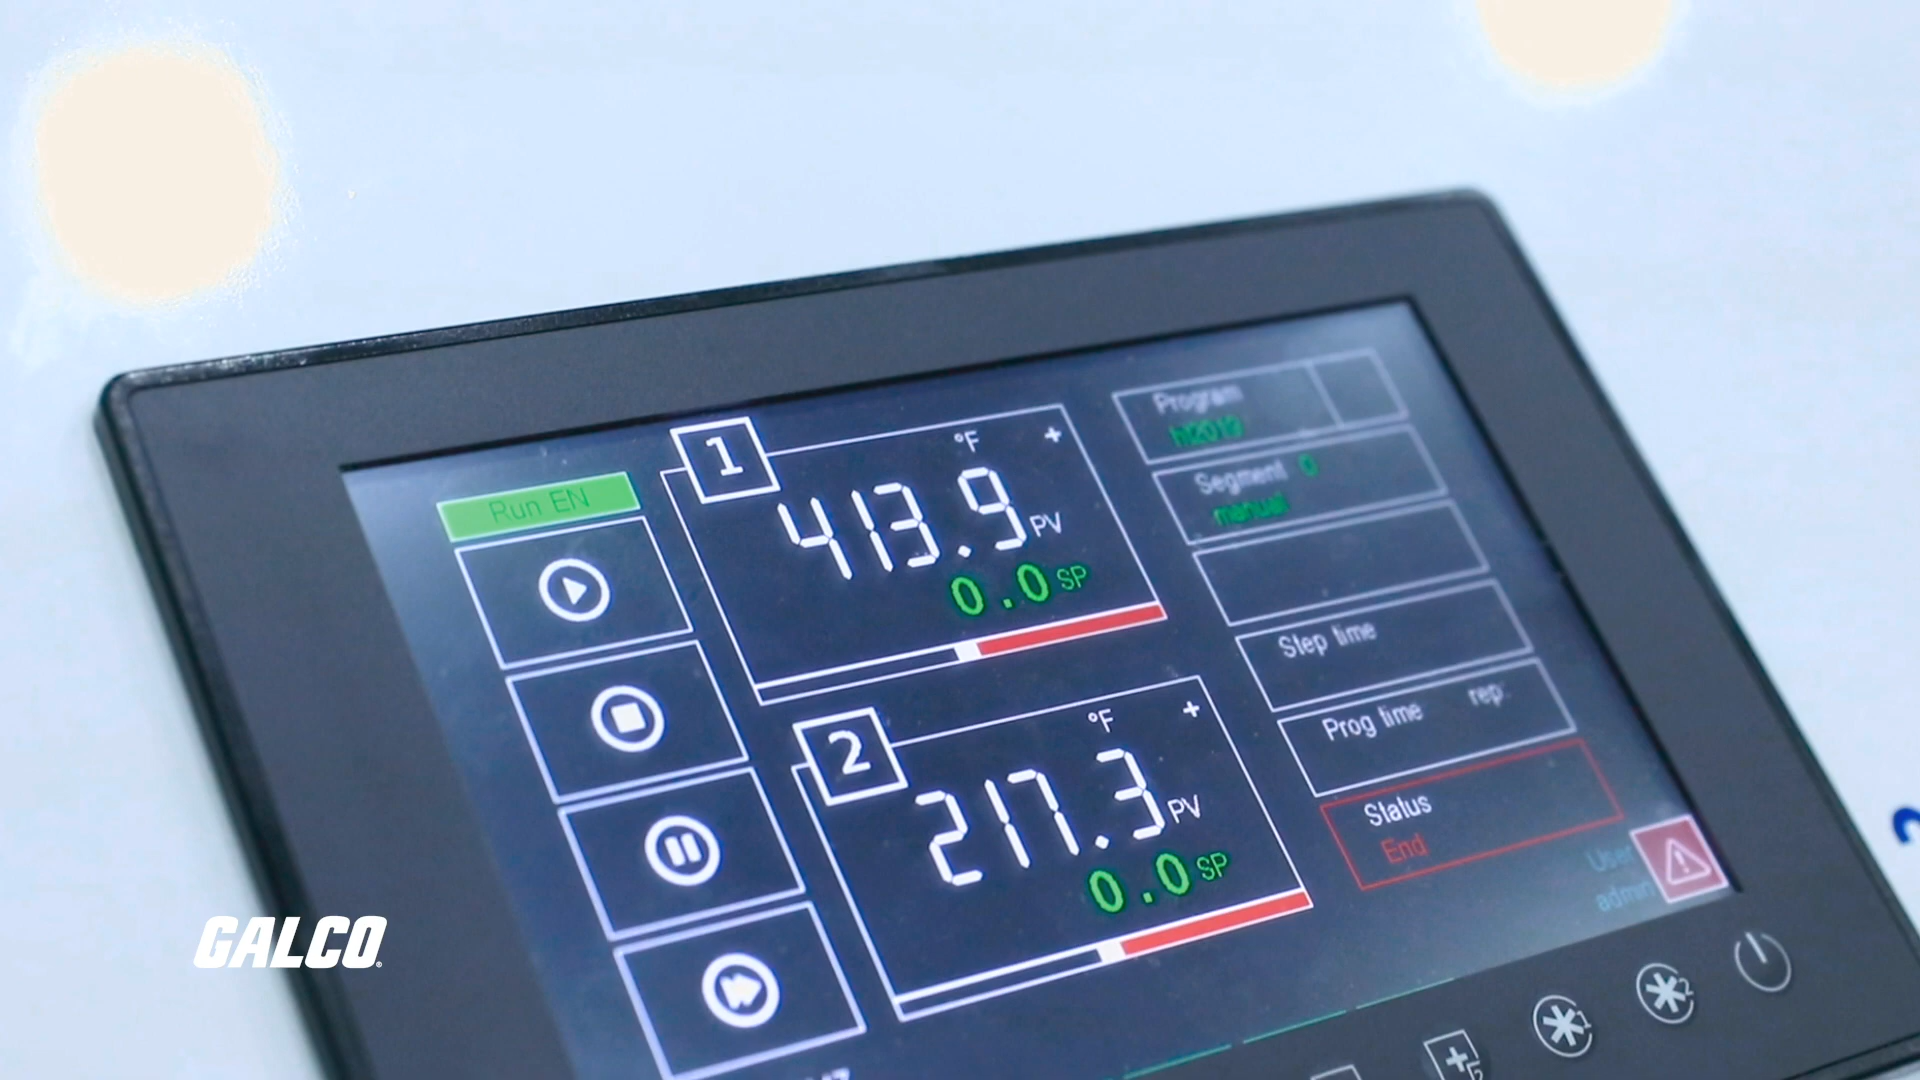 Run EN
1
°F
+
413.9 PV
0.0 SP
2
°F
+
217.3 PV
0.0 SP
Program
Segment 0
manual
Step time
Prog time rep.
Status
End
User
admin
GALCO®